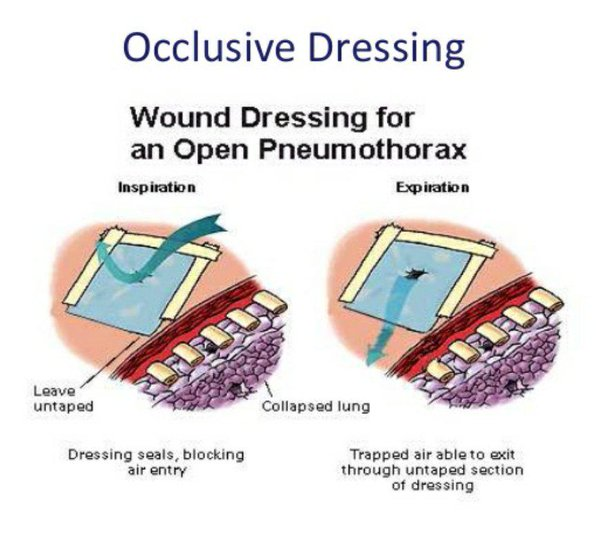 Occlusive Dressing
Wound Dressing for
an Open Pneumothorax
Inspiration
Expiration
Leave
untaped
Collapsed lung
Dressing seals, blocking
air entry
Trapped air able to exit
through untaped section
of dressing